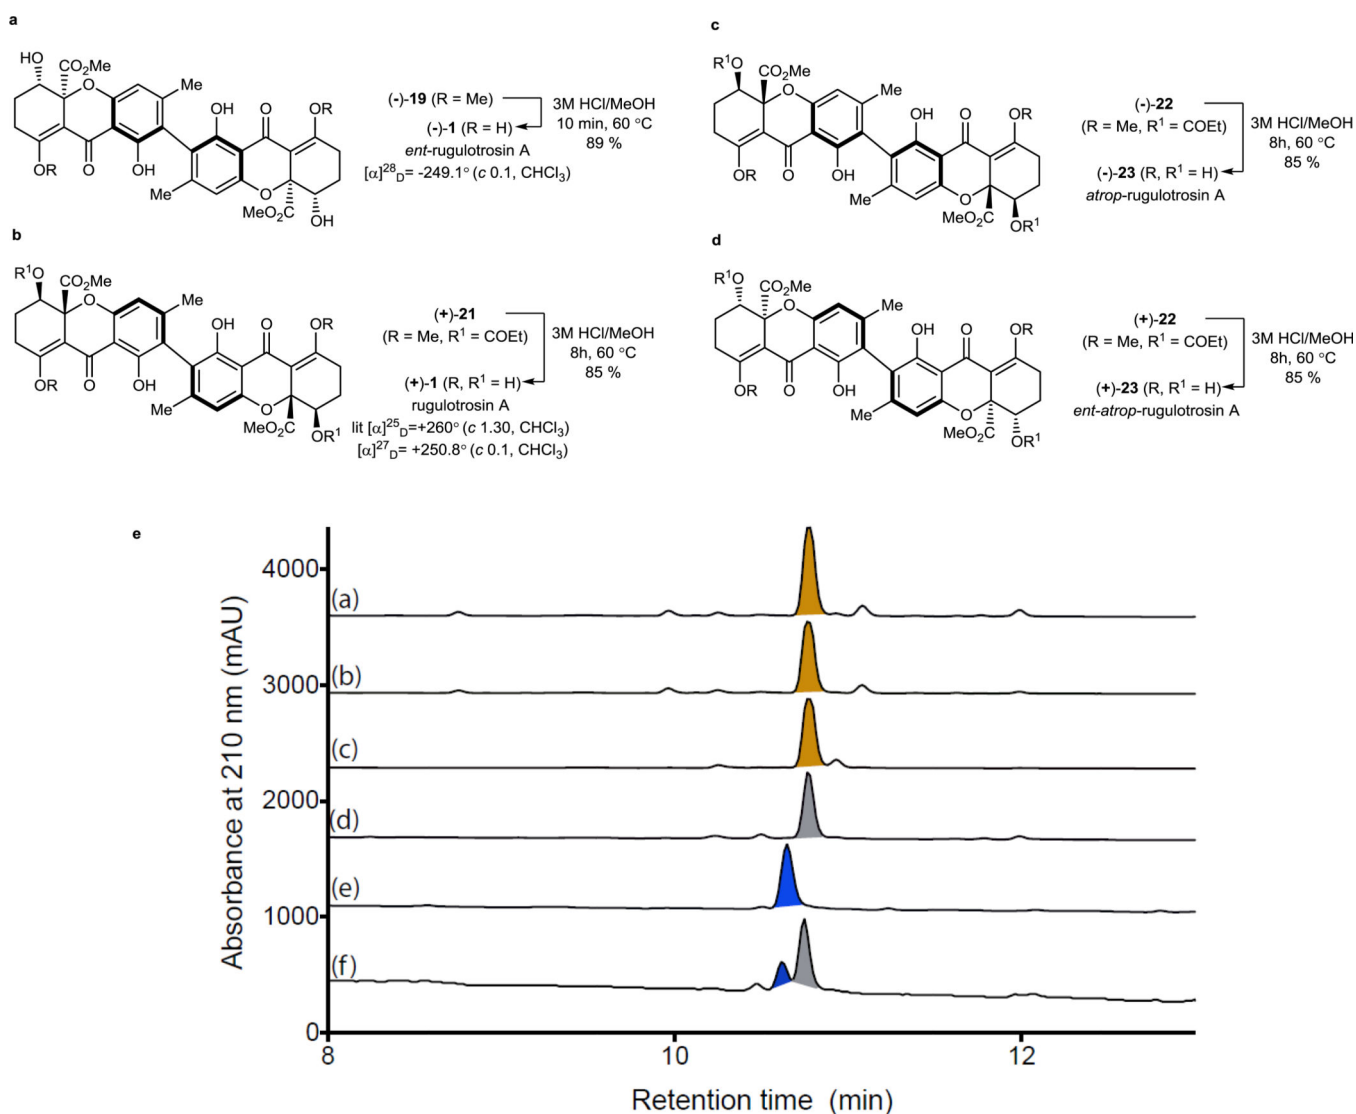 a
HO
CO2Me
O
Me
OH
O
OR
OR
O
OH
Me
O
MeO2C
OH
(-)-19 (R = Me)
(-)-1 (R = H)
ent-rugulotrosin A
[α]28D= -249.1° (c 0.1, CHCl3)
3M HCl/MeOH
10 min, 60 °C
89 %
b
R1O
CO2Me
O
Me
OH
O
OR
OR
O
OH
Me
O
MeO2C
OR1
(+)-21
(R = Me, R1 = COEt)
(+)-1 (R, R1 = H)
rugulotrosin A
lit [α]25D=+260° (c 1.30, CHCl3)
[α]27D= +250.8° (c 0.1, CHCl3)
3M HCl/MeOH
8h, 60 °C
85 %
c
R1O
CO2Me
O
Me
OH
O
OR
OR
O
OH
Me
O
MeO2C
OR1
(-)-22
(R = Me, R1 = COEt)
(-)-23 (R, R1 = H)
atrop-rugulotrosin A
3M HCl/MeOH
8h, 60 °C
85 %
d
R1O
CO2Me
O
Me
OH
O
OR
OR
O
OH
Me
O
MeO2C
OR1
(+)-22
(R = Me, R1 = COEt)
(+)-23 (R, R1 = H)
ent-atrop-rugulotrosin A
3M HCl/MeOH
8h, 60 °C
85 %
e
Absorbance at 210 nm (mAU)
4000
3000
2000
1000
0
(a)
(b)
(c)
(d)
(e)
(f)
8
10
12
Retention time (min)